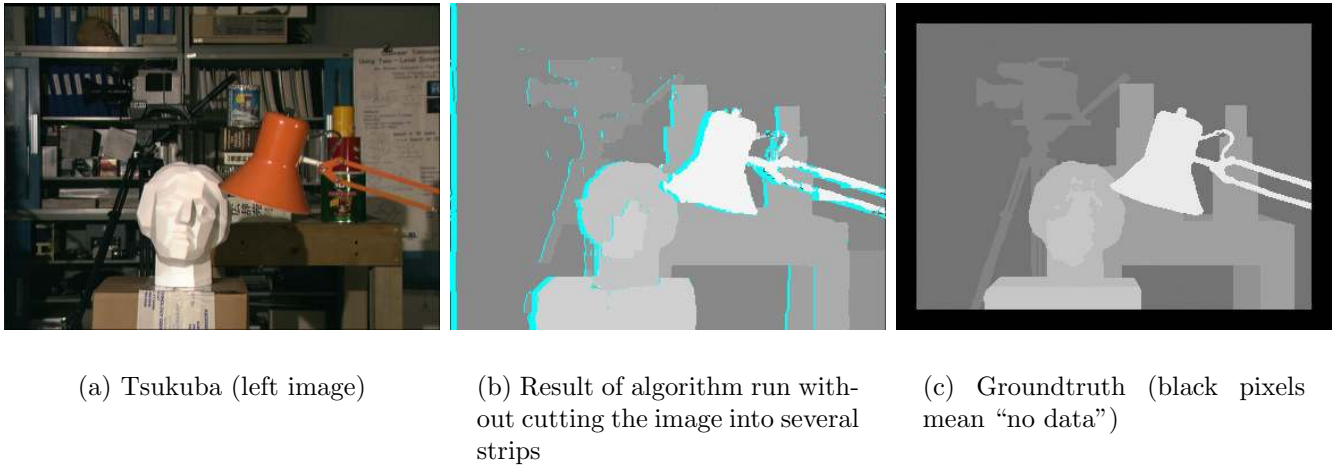 (a) Tsukuba (left image)
(b) Result of algorithm run with-
out cutting the image into several
strips
(c) Groundtruth (black pixels
mean “no data”)